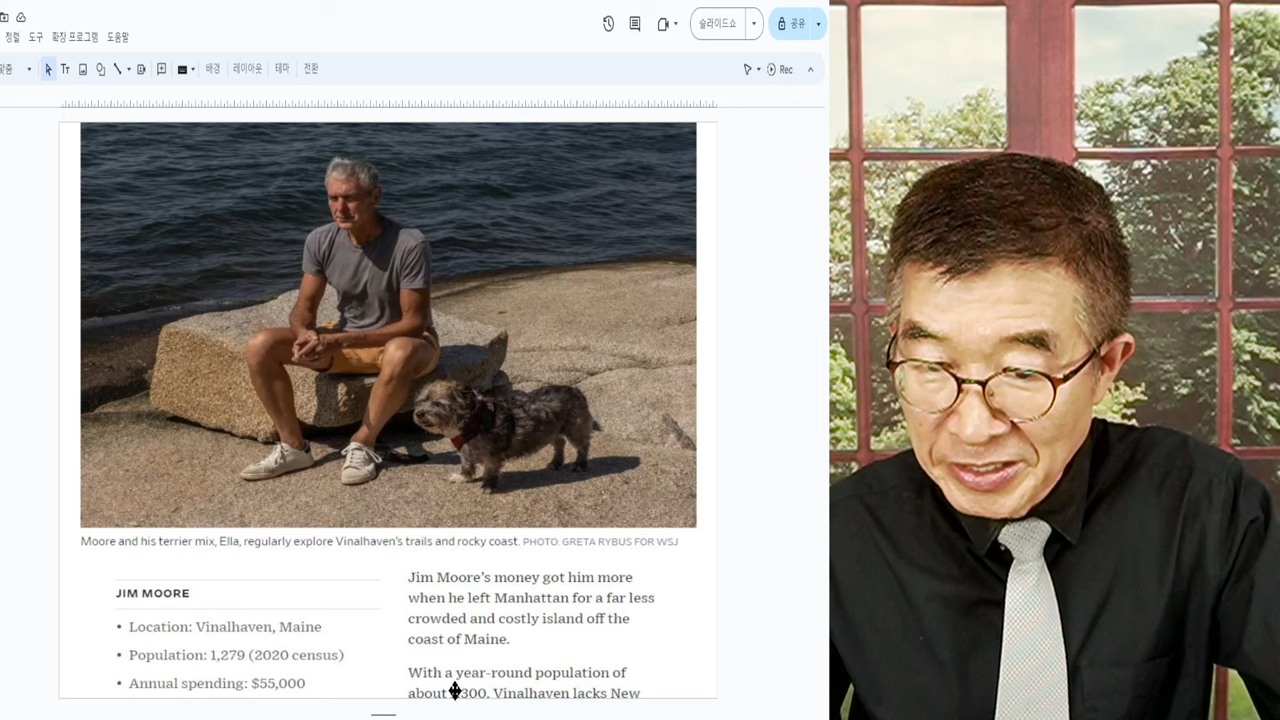 정렬 도구 확장 프로그램 도움말
슬라이드쇼
공유
배경 레이아웃 테마 전환
Rec
Moore and his terrier mix, Ella, regularly explore Vinalhaven's trails and rocky coast. PHOTO: GRETA RYBUS FOR WSJ
JIM MOORE
• Location: Vinalhaven, Maine
• Population: 1,279 (2020 census)
• Annual spending: $55,000
Jim Moore's money got him more
when he left Manhattan for a far less
crowded and costly island off the
coast of Maine.
With a year-round population of
about 300. Vinalhaven lacks New